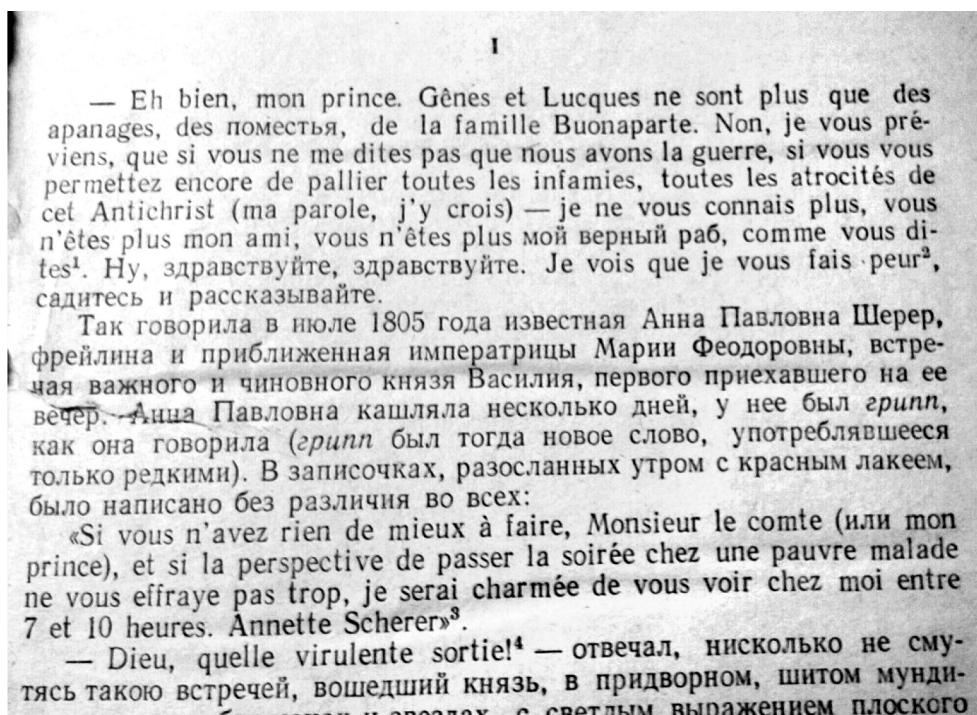 I
— Eh bien, mon prince. Gênes et Lucques ne sont plus que des
apanages, des поместья, de la famille Buonaparte. Non, je vous pré-
viens, que si vous ne me dites pas que nous avons la guerre, si vous vous
permettez encore de pallier toutes les infamies, toutes les atrocités de
cet Antichrist (ma parole, j'y crois) — je ne vous connais plus, vous
n'êtes plus mon ami, vous n'êtes plus мой верный раб, comme vous di-
tes¹. Ну, здравствуйте, здравствуйте. Je vois que je vous fais peur²,
садитесь и рассказывайте.
Так говорила в июле 1805 года известная Анна Павловна Шерер,
фрейлина и приближенная императрицы Марии Феодоровны, встре-
чая важного и чиновного князя Василия, первого приехавшего на ее
вечер. Анна Павловна кашляла несколько дней, у нее был грипп,
как она говорила (грипп был тогда новое слово, употреблявшееся
только редкими). В записочках, разосланных утром с красным лакеем,
было написано без различия во всех:
«Si vous n'avez rien de mieux à faire, Monsieur le comte (или mon
prince), et si la perspective de passer la soirée chez une pauvre malade
ne vous effraye pas trop, je serai charmée de vous voir chez moi entre
7 et 10 heures. Annette Scherer»³.
— Dieu, quelle virulente sortie!⁴ — отвечал, нисколько не сму-
тясь такою встречей, вошедший князь, в придворном, шитом мунди-
с светлым выражением плоского